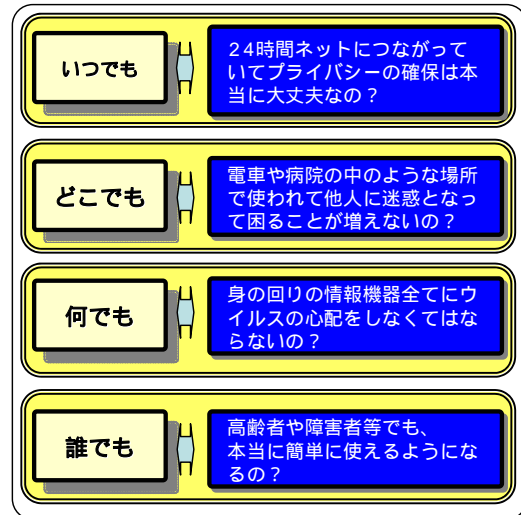 いつでも
24時間ネットにつながって
いてプライバシーの確保は本
当に大丈夫なの？
どこでも
電車や病院の中のような場所
で使われて他人に迷惑となっ
て困ることが増えないの？
何でも
身の回りの情報機器全てにウ
イルスの心配をしなくてはな
らないの？
誰でも
高齢者や障害者等でも、
本当に簡単に使えるようにな
るの？